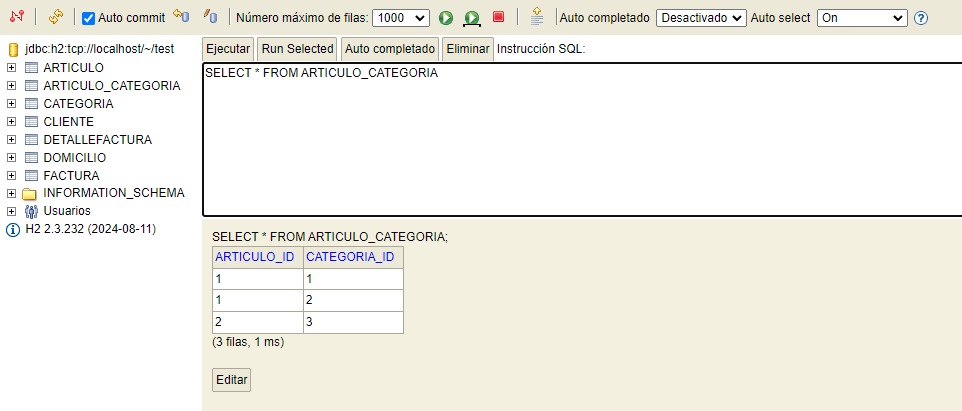 Auto commit Número máximo de filas: 1000 Auto completado Desactivado Auto select On
jdbc:h2:tcp://localhost/~/test
ARTICULO
ARTICULO_CATEGORIA
CATEGORIA
CLIENTE
DETALLEFACTURA
DOMICILIO
FACTURA
INFORMATION_SCHEMA
Usuarios
H2 2.3.232 (2024-08-11)
Ejecutar Run Selected Auto completado Eliminar Instrucción SQL:
SELECT * FROM ARTICULO_CATEGORIA
SELECT * FROM ARTICULO_CATEGORIA;
ARTICULO_ID CATEGORIA_ID
1 1
1 2
2 3
(3 filas, 1 ms)
Editar